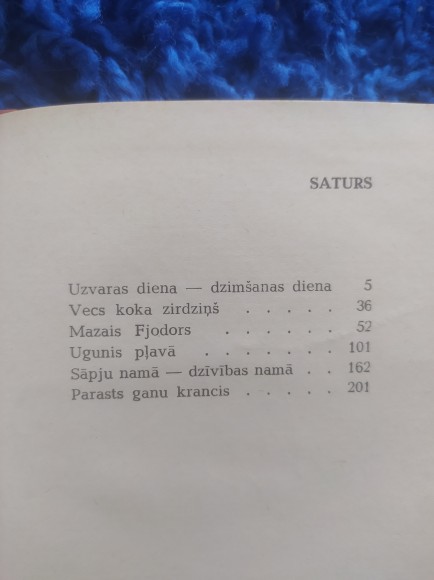 SATURS
Uzvaras diena — dzimšanas diena 5
Vecs koka zirdziņš . . . . . 36
Mazais Fjodors . . . . . . 52
Ugunis pļavā . . . . . . . 101
Sāpju namā — dzīvības namā . . 162
Parasts ganu krancis . . . . . 201